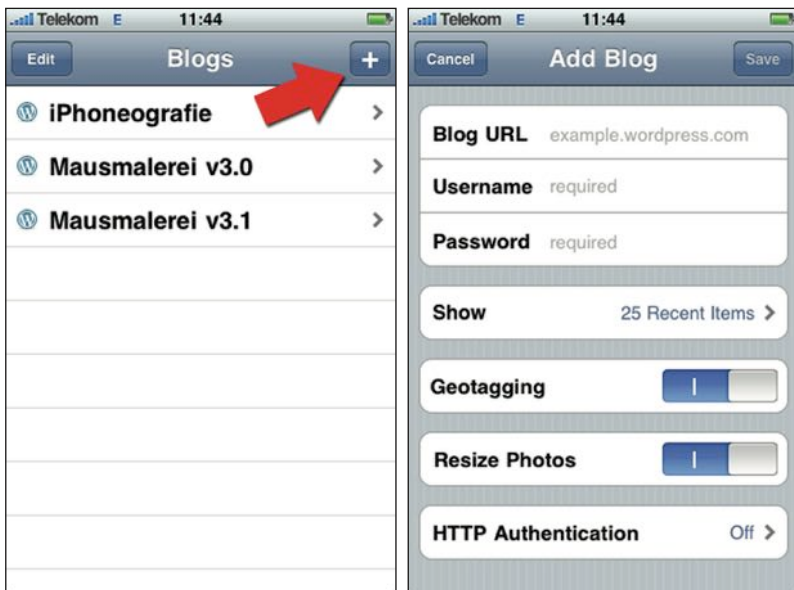 Telekom E 11:44
Edit Blogs +
iPhoneografie
Mausmalerei v3.0
Mausmalerei v3.1
Telekom E 11:44
Cancel Add Blog Save
Blog URL example.wordpress.com
Username required
Password required
Show 25 Recent Items
Geotagging
Resize Photos
HTTP Authentication Off